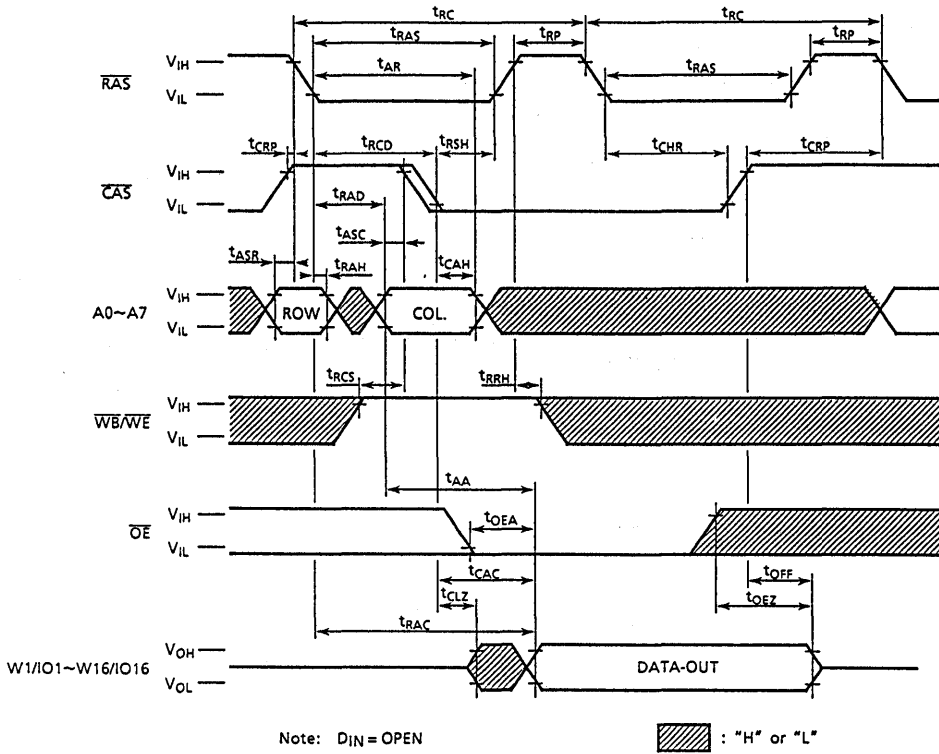 tRC tRC
tRAS tRP tRP
tAR tRAS
RAS VIH
VIL
tCRP tRCD tRSH tCHR tCRP
CAS VIH
VIL
tRAD
tASC
tASR tRAH tCAH
A0~A7 VIH
VIL
ROW COL.
tRCS tRRH
WB/WE VIH
VIL
tAA
OE VIH
VIL
tOEA
tCAC tOFF
tCLZ tOEZ
tRAC
W1/IO1~W16/IO16 VOH
VOL
DATA-OUT
Note: DIN = OPEN : "H" or "L"